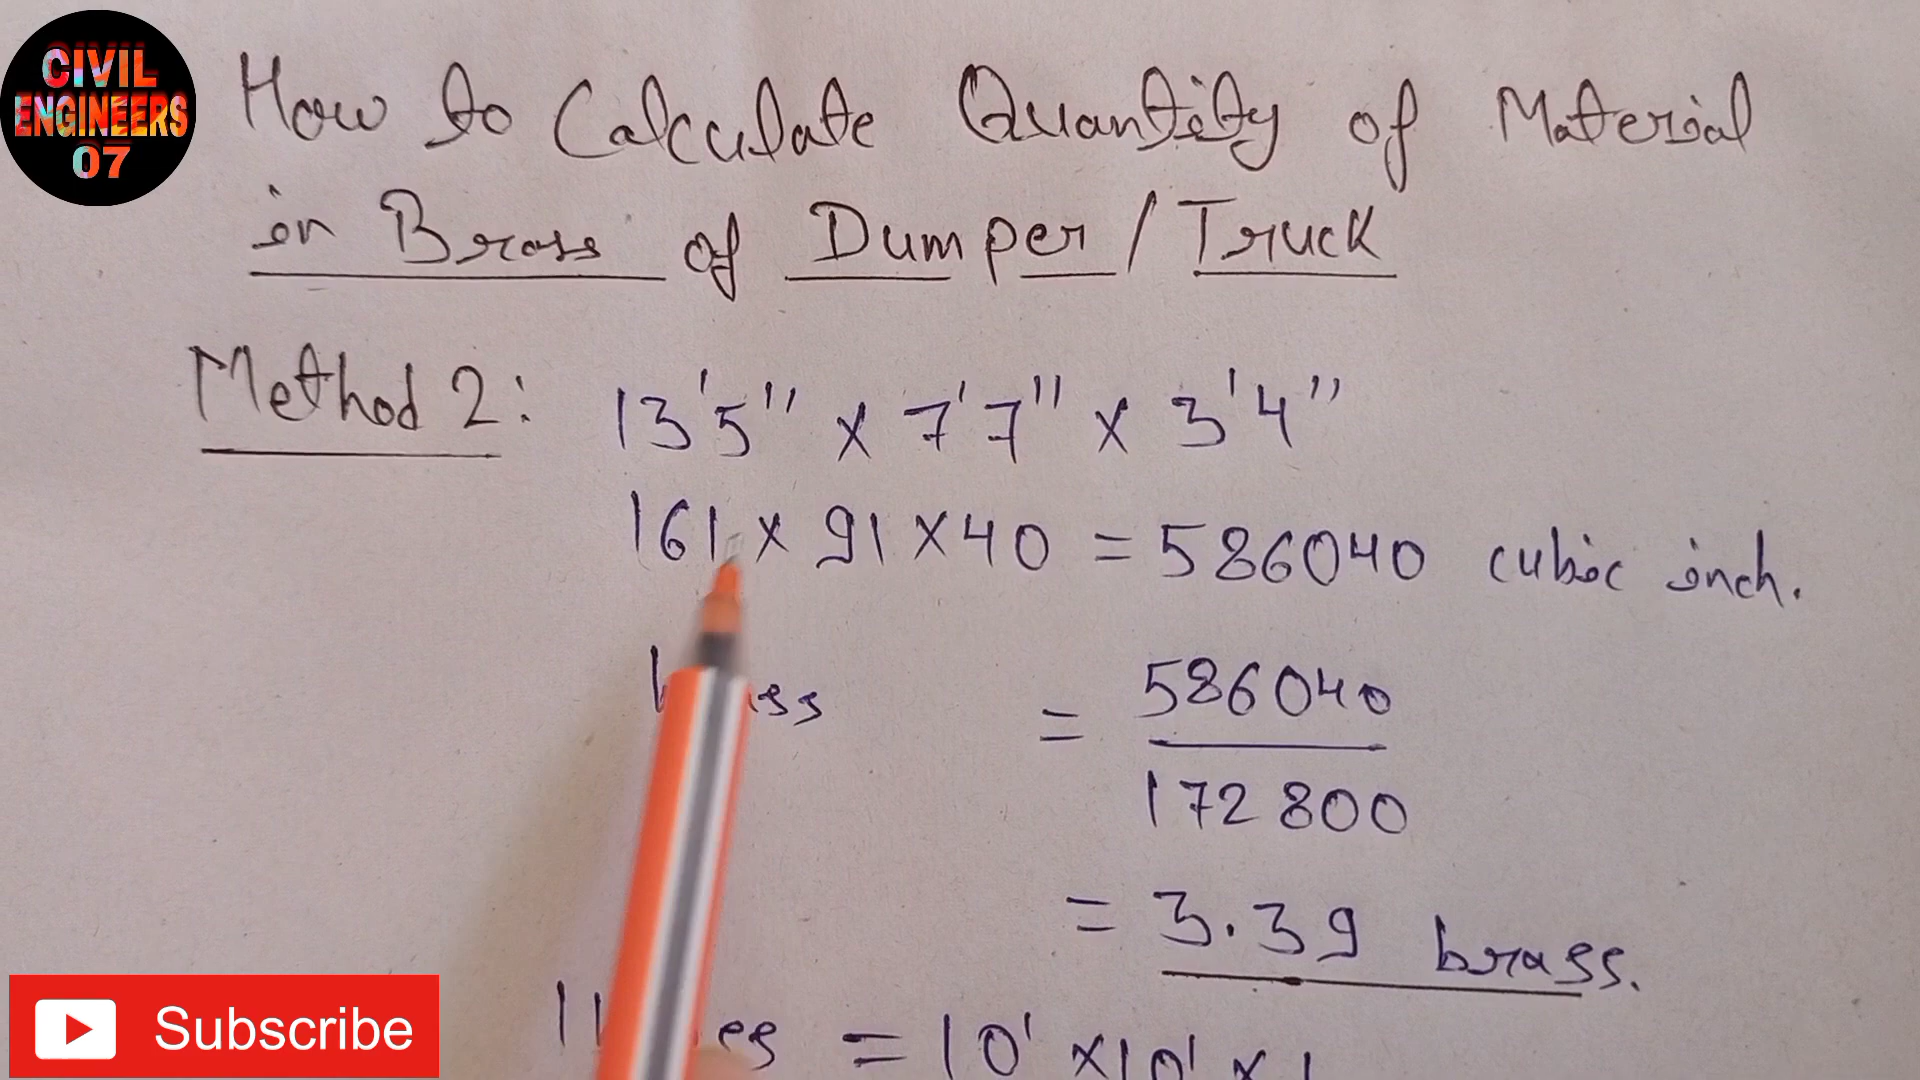 CIVIL
ENGINEERS
07
How to Calculate Quantity of Material
in Brass of Dumper / Truck
Method 2: 13'5" x 7'7" x 3'4"
161 x 91 x 40 = 586040 cubic inch.
= 586040
172800
= 3.39 brass.
= 10' x 10' x 1
Subscribe